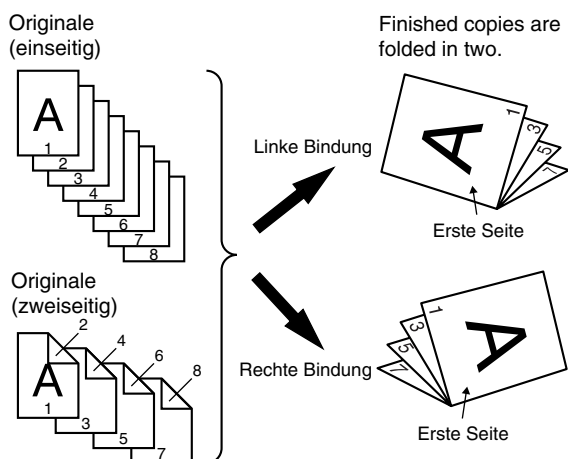 Originale
(einseitig)
A
1
2
3
4
5
6
7
8
Originale
(zweiseitig)
2
4
6
8
A
1
3
5
7
Finished copies are
folded in two.
Linke Bindung
A
1
3
5
7
Erste Seite
Rechte Bindung
A
1
3
5
7
Erste Seite